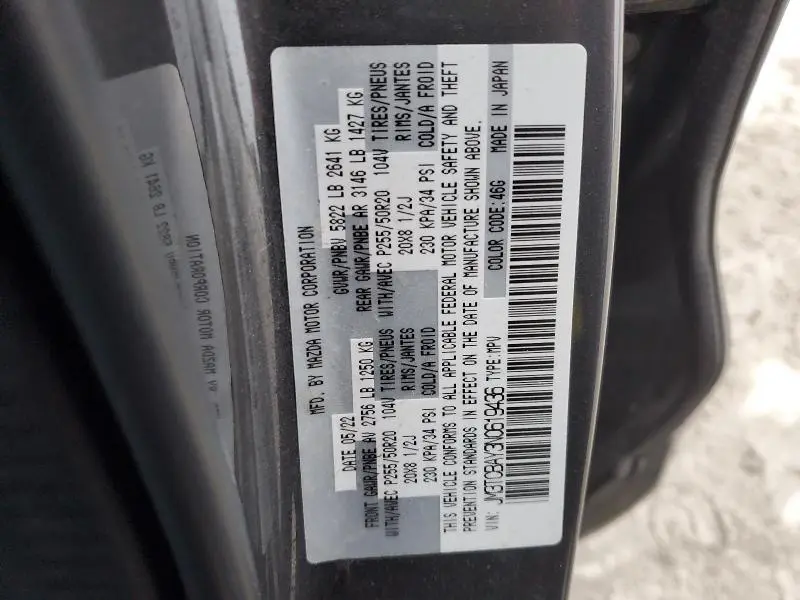 MFD. BY MAZDA MOTOR CORPORATION
DATE 05/22 GVWR/PNBV 5822 LB 2641 KG
FRONT GAWR/PNBE AV 2756 LB 1250 KG REAR GAWR/PNBE AR 3146 LB 1427 KG
WITH/AVEC P255/50R20 104V TIRES/PNEUS WITH/AVEC P255/50R20 104V TIRES/PNEUS
20X8 1/2J RIMS/JANTES 20X8 1/2J RIMS/JANTES
230 KPA/34 PSI COLD/A FROID 230 KPA/34 PSI COLD/A FROID
THIS VEHICLE CONFORMS TO ALL APPLICABLE FEDERAL MOTOR VEHICLE SAFETY AND THEFT
PREVENTION STANDARDS IN EFFECT ON THE DATE OF MANUFACTURE SHOWN ABOVE.
VIN: JM3TCBAY3N0619436 TYPE: MPV COLOR CODE: 46G MADE IN JAPAN